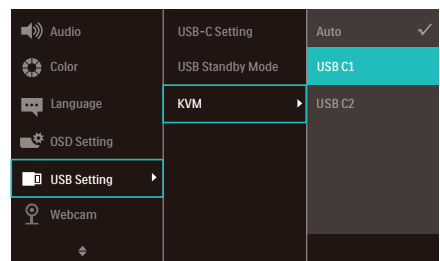 Audio
Color
Language
OSD Setting
USB Setting
Webcam
USB-C Setting
USB Standby Mode
KVM
Auto
USB C1
USB C2